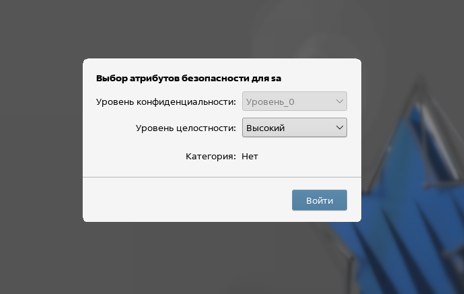 Выбор атрибутов безопасности для sa
Уровень конфиденциальности: Уровень_0
Уровень целостности: Высокий
Категория: Нет
Войти